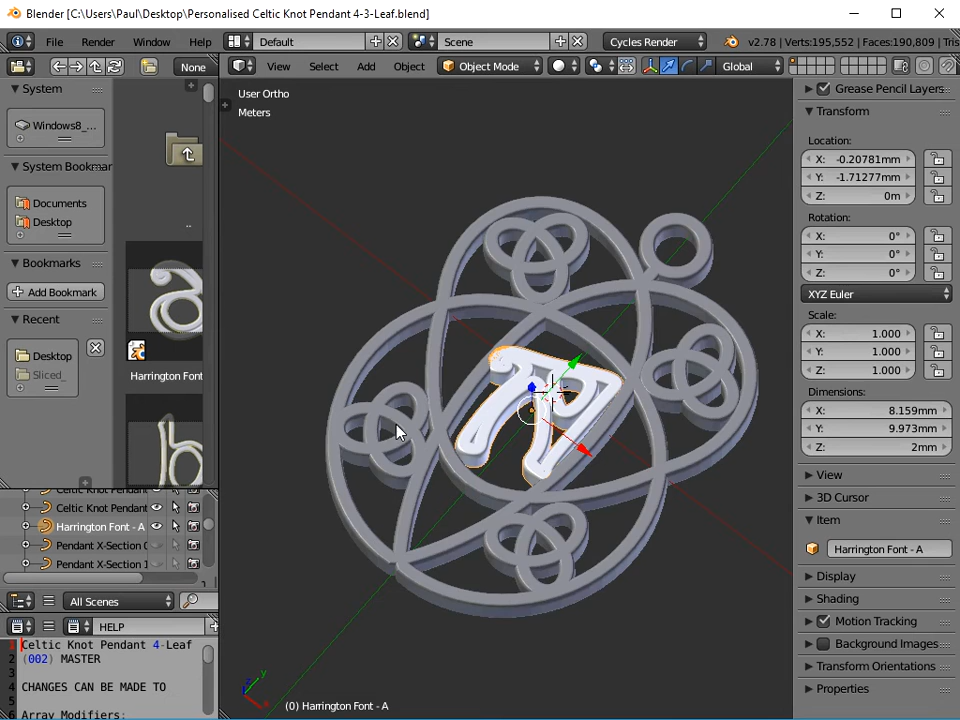 Blender [C:\Users\Paul\Desktop\Personalised Celtic Knot Pendant 4-3-Leaf.blend]
File Render Window Help Default Scene Cycles Render v2.78 | Verts:195,552 | Faces:190,809 | Tris
None View Select Add Object Object Mode Global
System
Windows8_...
System Bookmar
Documents
Desktop
Bookmarks
Add Bookmark
Recent
Desktop
Sliced_
..
Harrington Font
User Ortho
Meters
(0) Harrington Font - A
Grease Pencil Layers
Transform
Location:
X: -0.20781mm
Y: -1.71277mm
Z: 0m
Rotation:
X: 0°
Y: 0°
Z: 0°
XYZ Euler
Scale:
X: 1.000
Y: 1.000
Z: 1.000
Dimensions:
X: 8.159mm
Y: 9.973mm
Z: 2mm
View
3D Cursor
Item
Harrington Font - A
Display
Shading
Motion Tracking
Background Images
Transform Orientations
Properties
Celtic Knot Pendant
Celtic Knot Pendant
Harrington Font - A
Pendant X-Section
Pendant X-Section 1
All Scenes
HELP
1 Celtic Knot Pendant 4-Leaf
2 (002) MASTER
3
4 CHANGES CAN BE MADE TO
5
6 Array Modifiers:
x
y
z